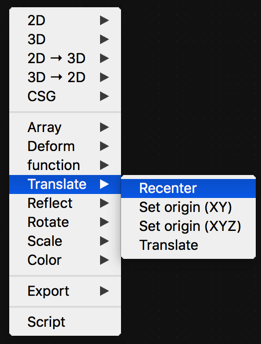 2D
3D
2D → 3D
3D → 2D
CSG
Array
Deform
function
Translate
Reflect
Rotate
Scale
Color
Export
Script
Recenter
Set origin (XY)
Set origin (XYZ)
Translate